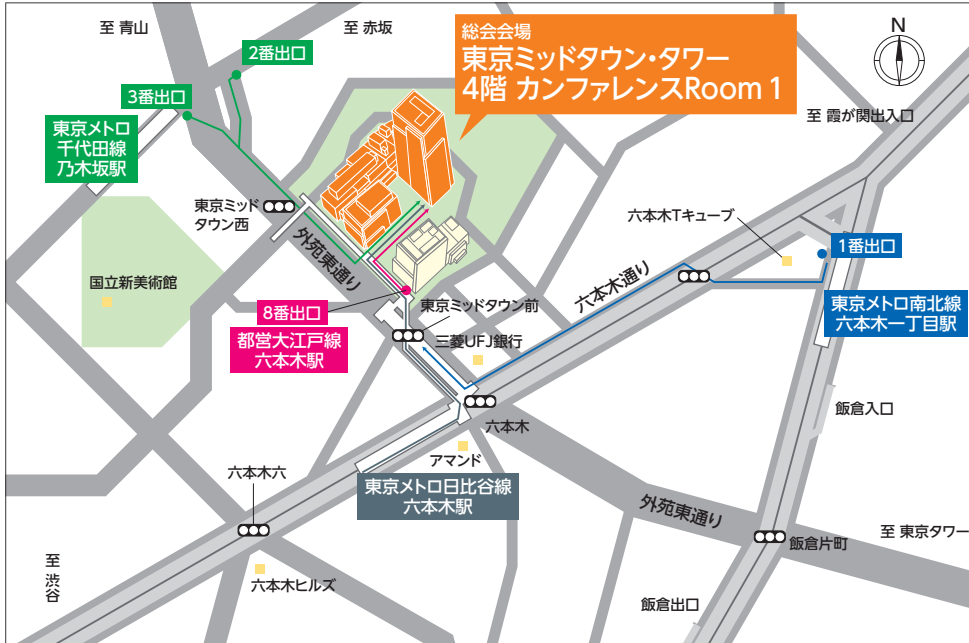 至 青山
至 赤坂
総会会場
東京ミッドタウン・タワー
4階 カンファレンスRoom 1
N
2番出口
3番出口
東京メトロ
千代田線
乃木坂駅
至 霞が関出入口
東京ミッド
タウン西
外苑東通り
六本木Tキューブ
1番出口
国立新美術館
六本木通り
東京メトロ南北線
六本木一丁目駅
8番出口
都営大江戸線
六本木駅
東京ミッドタウン前
三菱UFJ銀行
飯倉入口
六本木
アマンド
六本木六
東京メトロ日比谷線
六本木駅
外苑東通り
至 東京タワー
飯倉片町
至 渋谷
六本木ヒルズ
飯倉出口